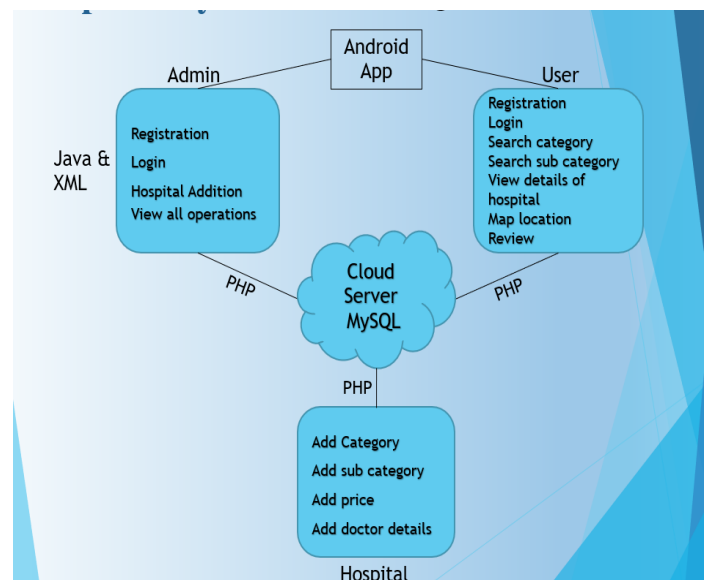 Android
App
Admin
User
Registration
Login
Hospital Addition
View all operations
Java &
XML
Registration
Login
Search category
Search sub category
View details of
hospital
Map location
Review
Cloud
Server
MySQL
PHP
PHP
PHP
Add Category
Add sub category
Add price
Add doctor details
Hospital